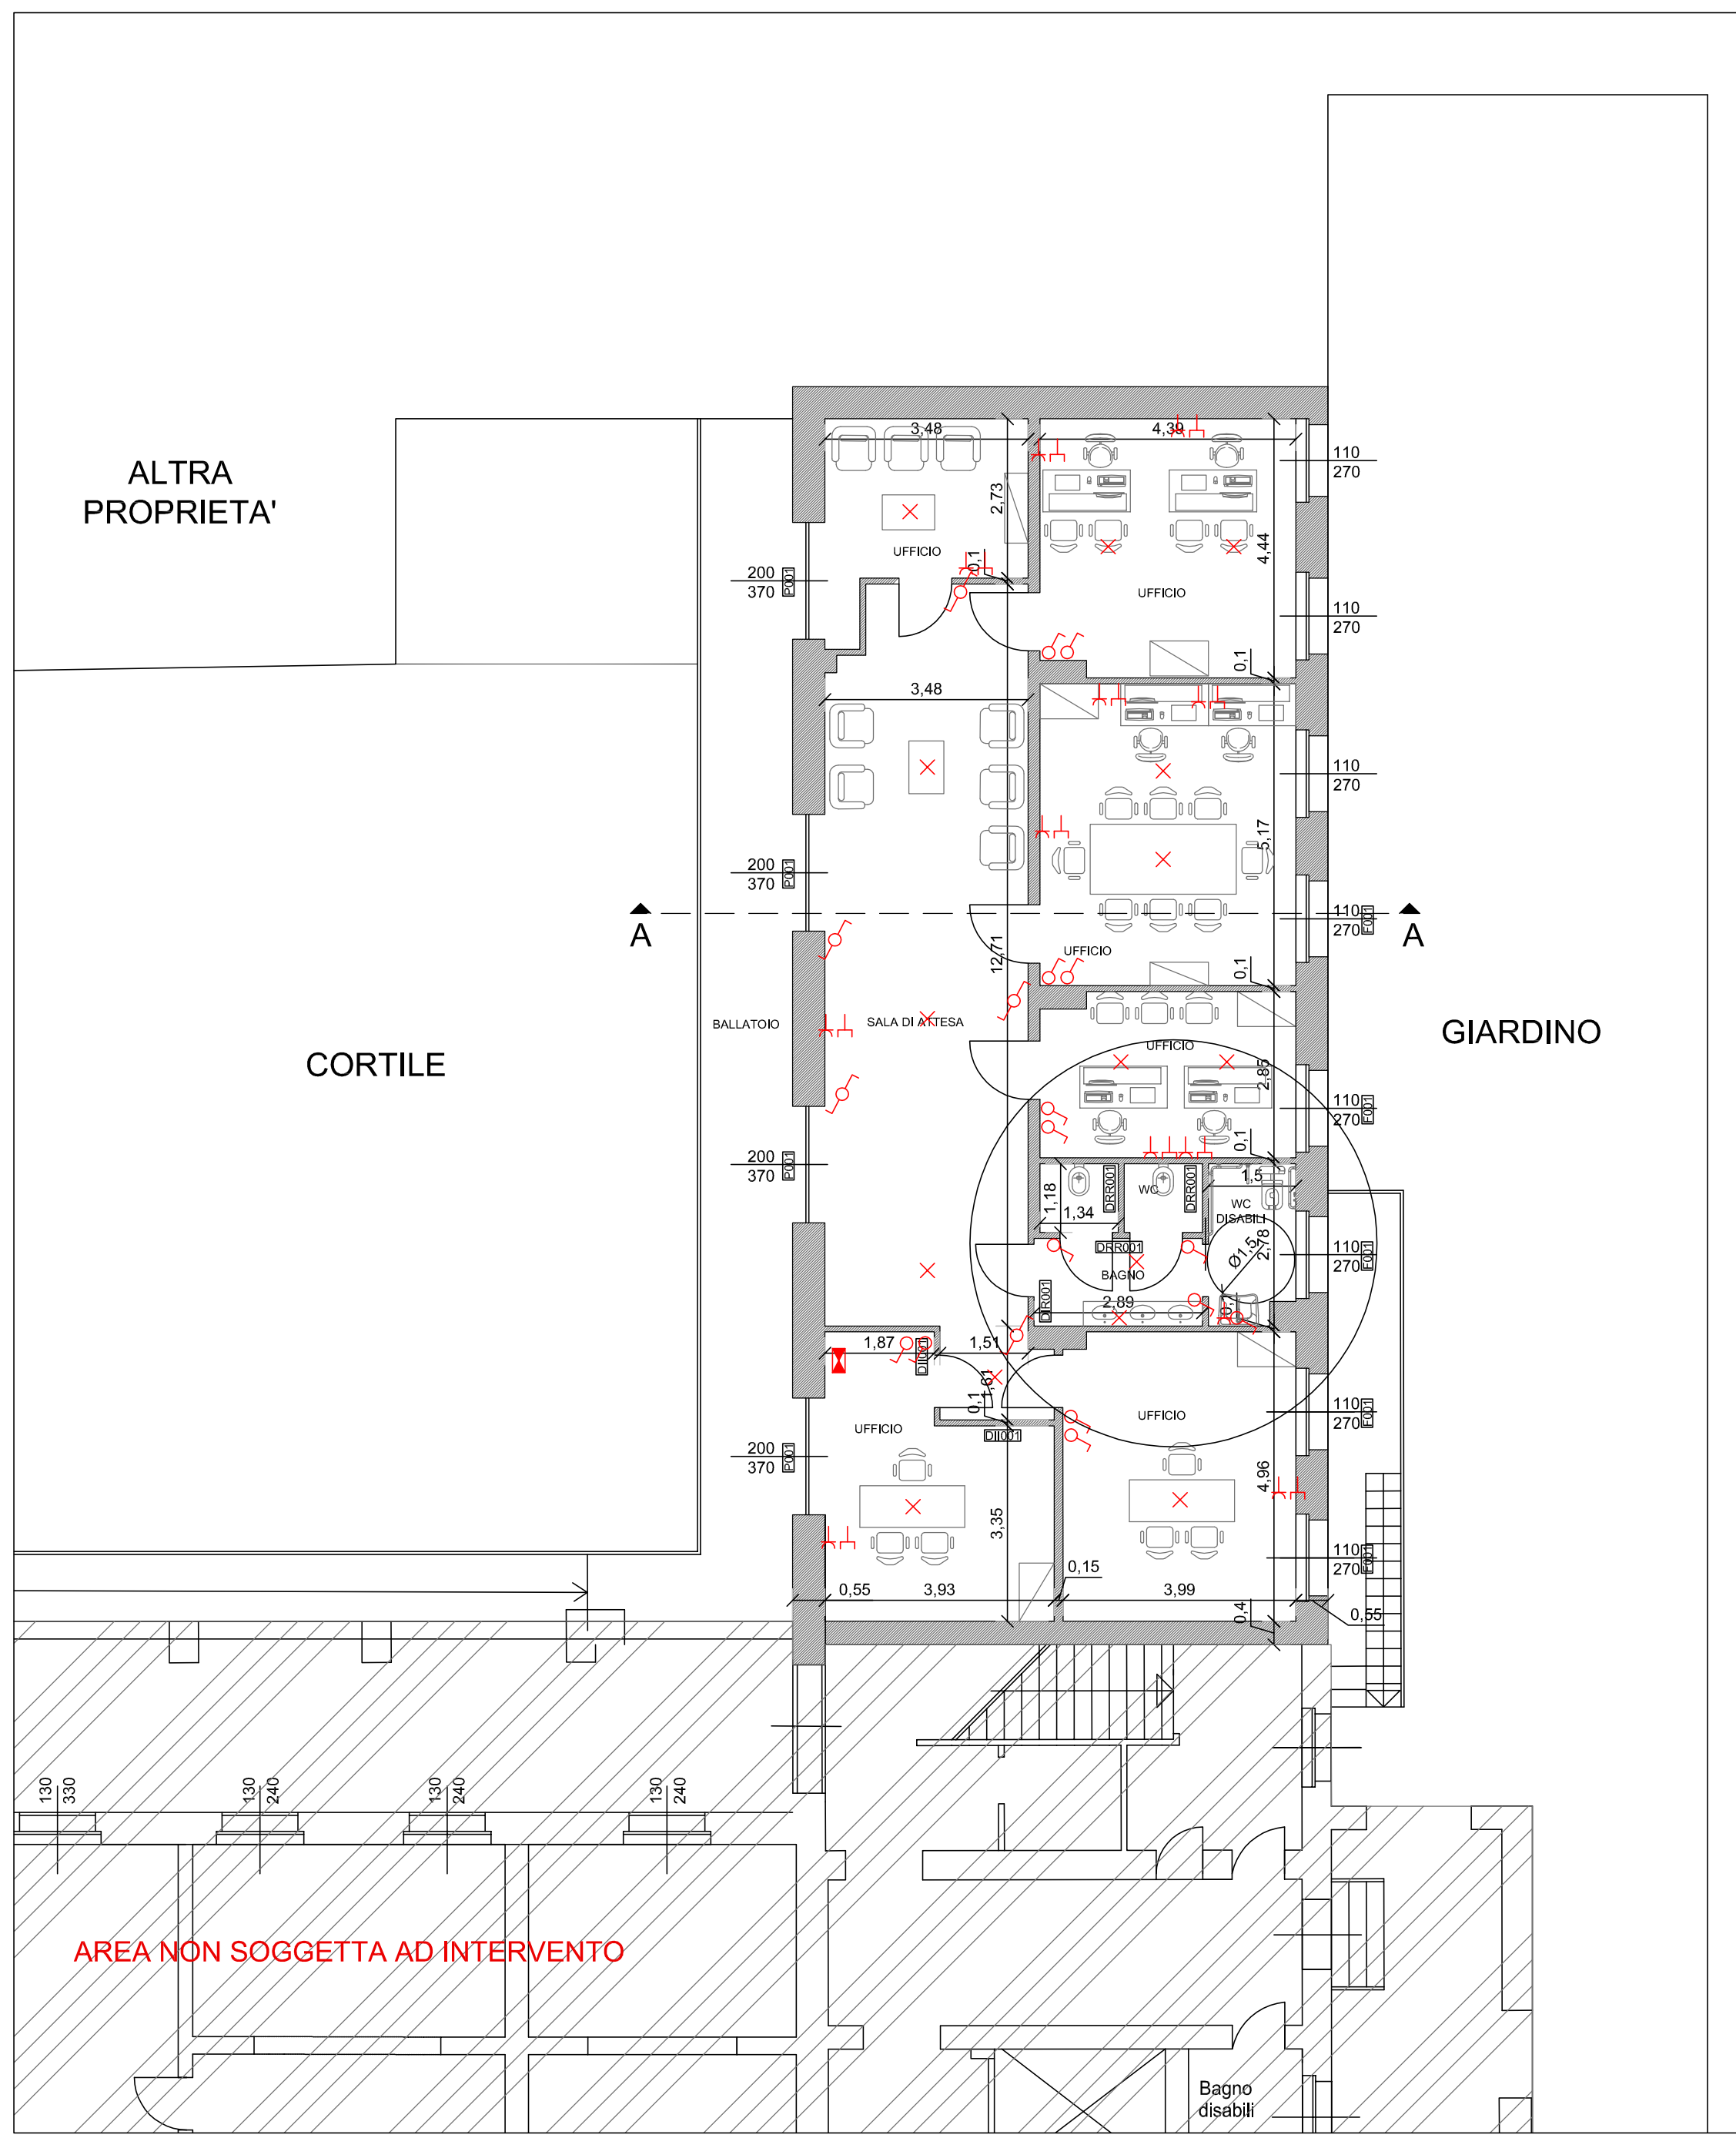 3,48
4,39
110
270
ALTRA
PROPRIETA'
2,73
4,44
UFFICIO
0,1
200
370
P001
UFFICIO
110
270
0,1
3,48
110
270
5,17
200
370
P001
110
270
F001
A
A
UFFICIO
12,71
0,1
BALLATOIO
SALA DI ATTESA
GIARDINO
CORTILE
UFFICIO
2,85
110
270
F001
0,1
200
370
P001
DRR001
DRR001
1,18
WC
1,5
WC
DISABILI
1,34
DRR001
Ø1,5
2,78
110
270
F001
BAGNO
DIR001
2,89
0,1
1,87
DII001
1,51
1,61
0,1
UFFICIO
UFFICIO
110
270
F001
DII001
200
370
P001
4,96
3,35
110
270
F001
0,15
0,55
3,93
3,99
0,4
0,55
130
330
130
240
130
240
130
240
AREA NON SOGGETTA AD INTERVENTO
Bagno
disabili